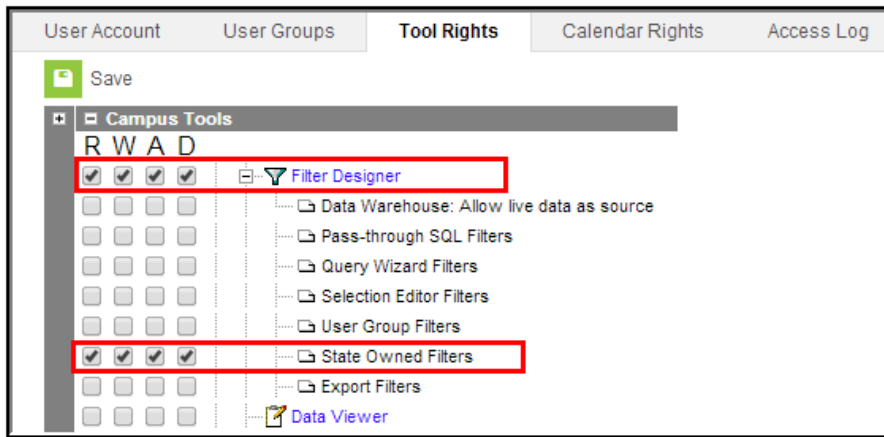 User Account User Groups Tool Rights Calendar Rights Access Log
Save
Campus Tools
R W A D
Filter Designer
Data Warehouse: Allow live data as source
Pass-through SQL Filters
Query Wizard Filters
Selection Editor Filters
User Group Filters
State Owned Filters
Export Filters
Data Viewer